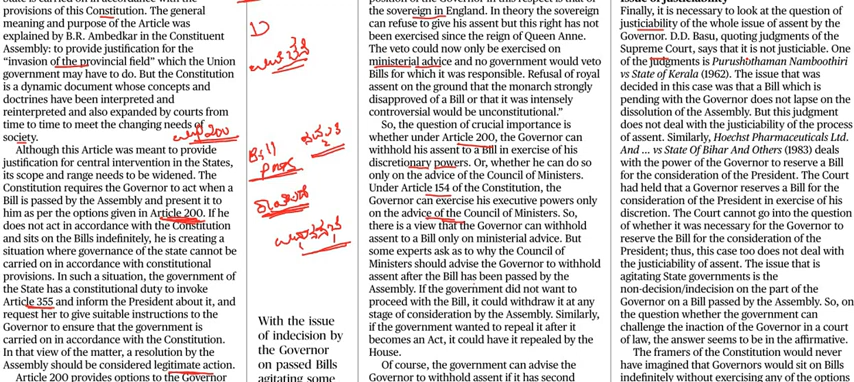 provisions of this Constitution. The general
meaning and purpose of the Article was
explained by B.R. Ambedkar in the Constituent
Assembly: to provide justification for the
“invasion of the provincial field” which the Union
government may have to do. But the Constitution
is a dynamic document whose concepts and
doctrines have been interpreted and
reinterpreted and also expanded by courts from
time to time to meet the changing needs of
society.
Although this Article was meant to provide
justification for central intervention in the States,
its scope and range needs to be widened. The
Constitution requires the Governor to act when a
Bill is passed by the Assembly and present it to
him as per the options given in Article 200. If he
does not act in accordance with the Constitution
and sits on the Bills indefinitely, he is creating a
situation where governance of the state cannot be
carried on in accordance with constitutional
provisions. In such a situation, the government of
the State has a constitutional duty to invoke
Article 355 and inform the President about it, and
request her to give suitable instructions to the
Governor to ensure that the government is
carried on in accordance with the Constitution.
In that view of the matter, a resolution by the
Assembly should be considered legitimate action.
Article 200 provides options to the Governor
200
Bill
With the issue
of indecision by
the Governor
on passed Bills
agitating some
the sovereign in England. In theory the sovereign
can refuse to give his assent but this right has not
been exercised since the reign of Queen Anne.
The veto could now only be exercised on
ministerial advice and no government would veto
Bills for which it was responsible. Refusal of royal
assent on the ground that the monarch strongly
disapproved of a Bill or that it was intensely
controversial would be unconstitutional.”
So, the question of crucial importance is
whether under Article 200, the Governor can
withhold his assent to a Bill in exercise of his
discretionary powers. Or, whether he can do so
only on the advice of the Council of Ministers.
Under Article 154 of the Constitution, the
Governor can exercise his executive powers only
on the advice of the Council of Ministers. So,
there is a view that the Governor can withhold
assent to a Bill only on ministerial advice. But
some experts ask as to why the Council of
Ministers should advise the Governor to withhold
assent after the Bill has been passed by the
Assembly. If the government did not want to
proceed with the Bill, it could withdraw it at any
stage of consideration by the Assembly. Similarly,
if the government wanted to repeal it after it
becomes an Act, it could have it repealed by the
House.
Of course, the government can advise the
Governor to withhold assent if it has second
Finally, it is necessary to look at the question of
justiciability of the whole issue of assent by the
Governor. D.D. Basu, quoting judgments of the
Supreme Court, says that it is not justiciable. One
of the judgments is Purushothaman Namboothiri
vs State of Kerala (1962). The issue that was
decided in this case was that a Bill which is
pending with the Governor does not lapse on the
dissolution of the Assembly. But this judgment
does not deal with the justiciability of the process
of assent. Similarly, Hoechst Pharmaceuticals Ltd.
And ... vs State Of Bihar And Others (1983) deals
with the power of the Governor to reserve a Bill
for the consideration of the President. The Court
had held that a Governor reserves a Bill for the
consideration of the President in exercise of his
discretion. The Court cannot go into the question
of whether it was necessary for the Governor to
reserve the Bill for the consideration of the
President; thus, this case too does not deal with
the justiciability of assent. The issue that is
agitating State governments is the
non-decision/indecision on the part of the
Governor on a Bill passed by the Assembly. So, on
the question whether the government can
challenge the inaction of the Governor in a court
of law, the answer seems to be in the affirmative.
The framers of the Constitution would never
have imagined that Governors would sit on Bills
indefinitely without exercising any of the options